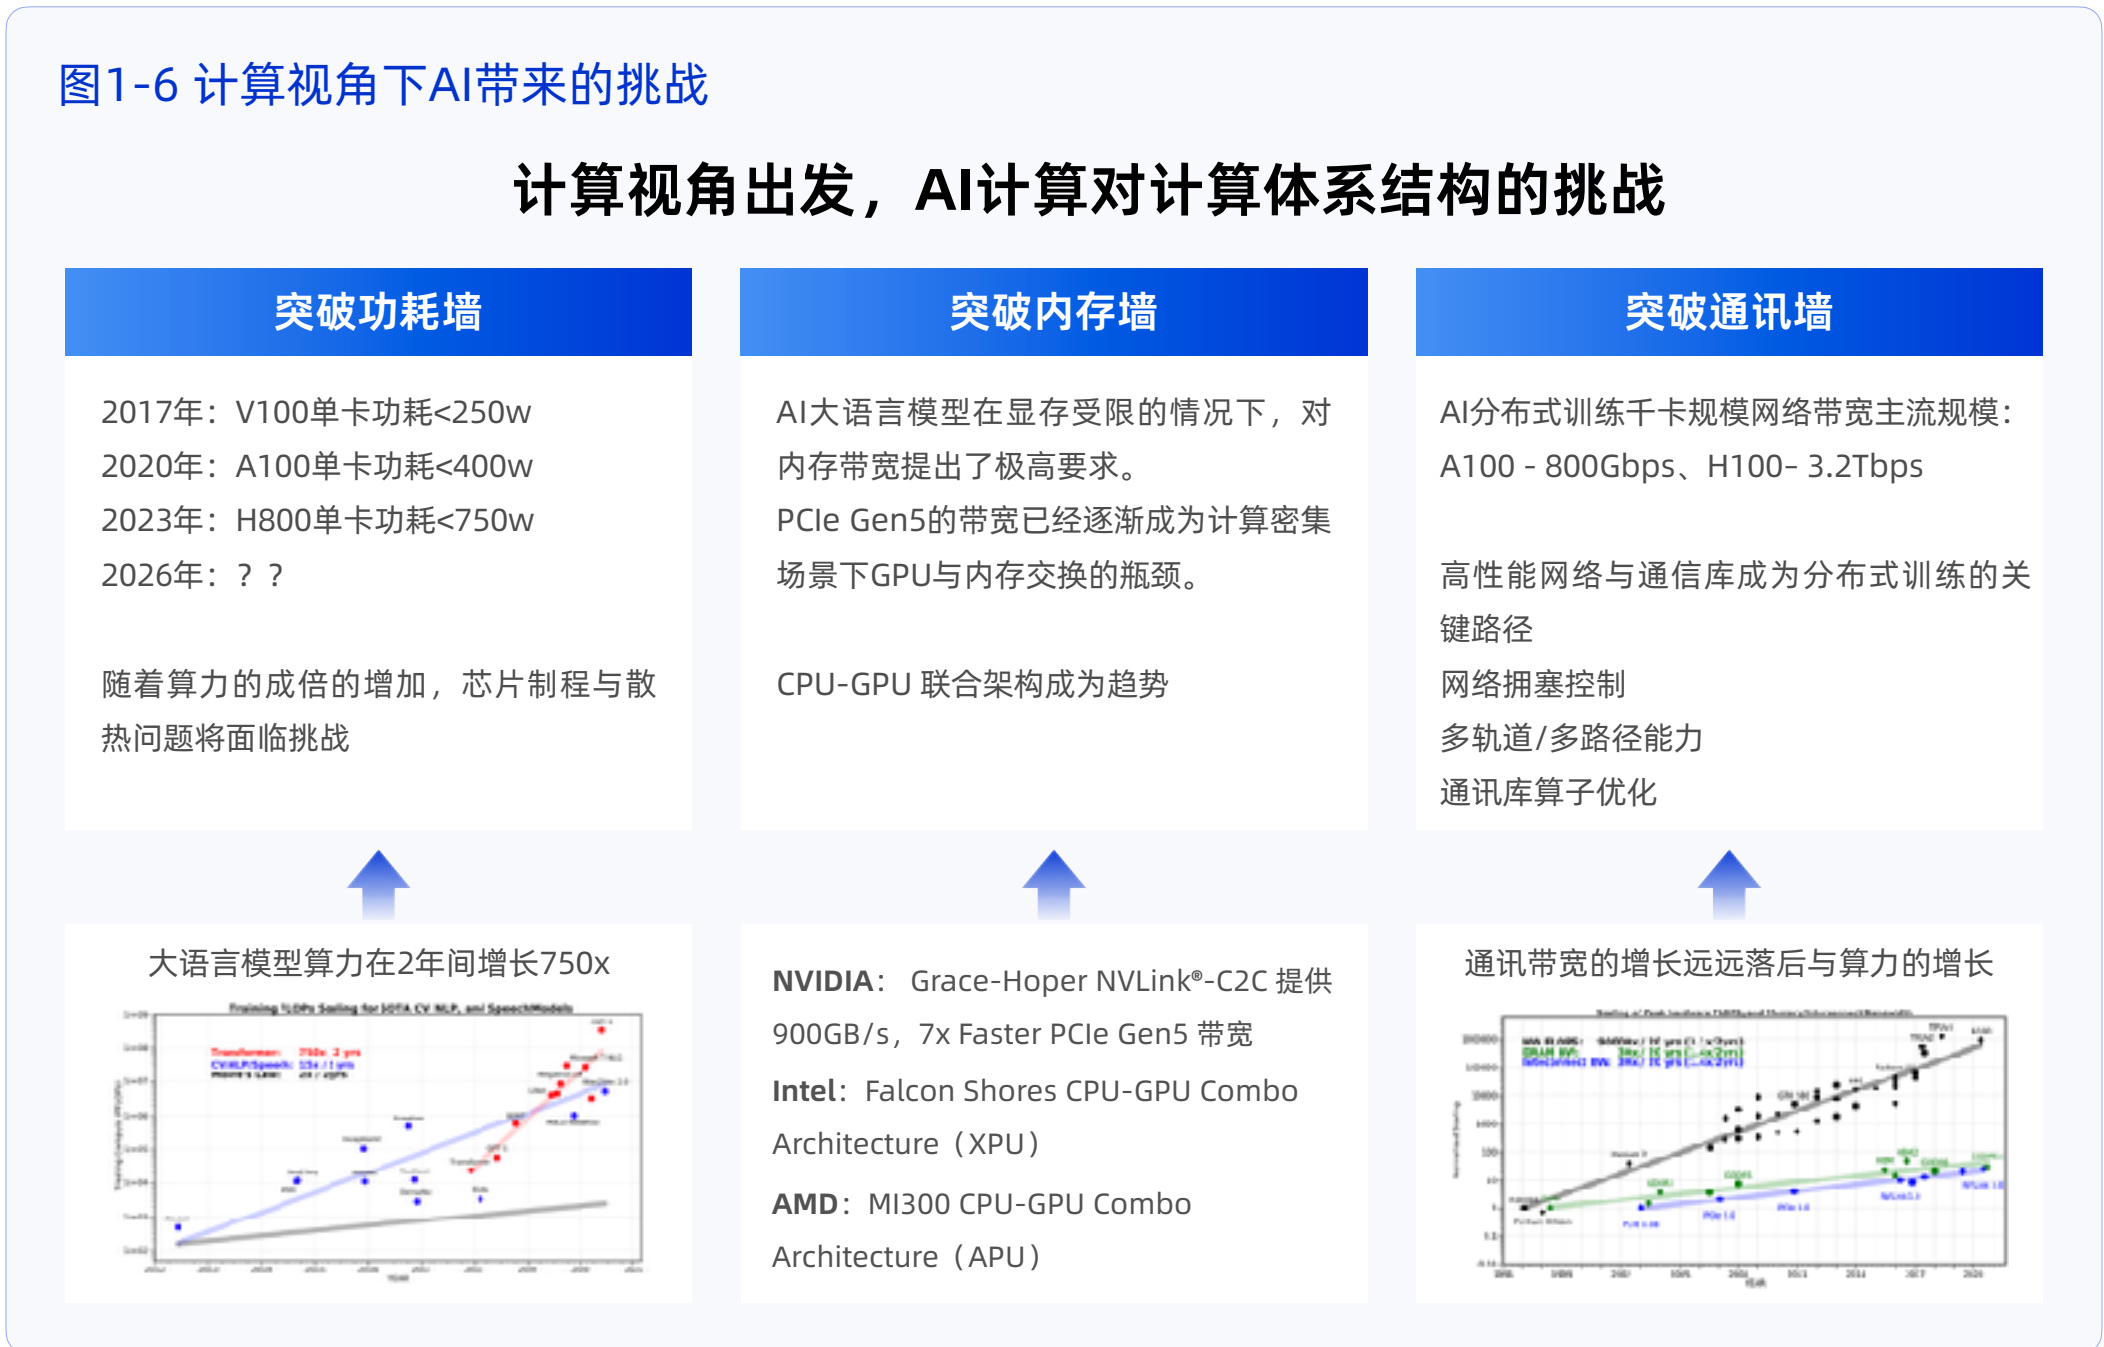 图1-6 计算视角下AI带来的挑战
计算视角出发，AI计算对计算体系结构的挑战
突破功耗墙
2017年：V100单卡功耗<250w
2020年：A100单卡功耗<400w
2023年：H800单卡功耗<750w
2026年：？？
随着算力的成倍的增加，芯片制程与散
热问题将面临挑战
大语言模型算力在2年间增长750x
Transformer: 750x 2 yrs
突破内存墙
AI大语言模型在显存受限的情况下，对
内存带宽提出了极高要求。
PCIe Gen5的带宽已经逐渐成为计算密集
场景下GPU与内存交换的瓶颈。
CPU-GPU 联合架构成为趋势
NVIDIA： Grace-Hoper NVLink®-C2C 提供
900GB/s，7x Faster PCIe Gen5 带宽
Intel：Falcon Shores CPU-GPU Combo
Architecture（XPU）
AMD：MI300 CPU-GPU Combo
Architecture（APU）
突破通讯墙
AI分布式训练千卡规模网络带宽主流规模：
A100 - 800Gbps、H100– 3.2Tbps
高性能网络与通信库成为分布式训练的关
键路径
网络拥塞控制
多轨道/多路径能力
通讯库算子优化
通讯带宽的增长远远落后与算力的增长